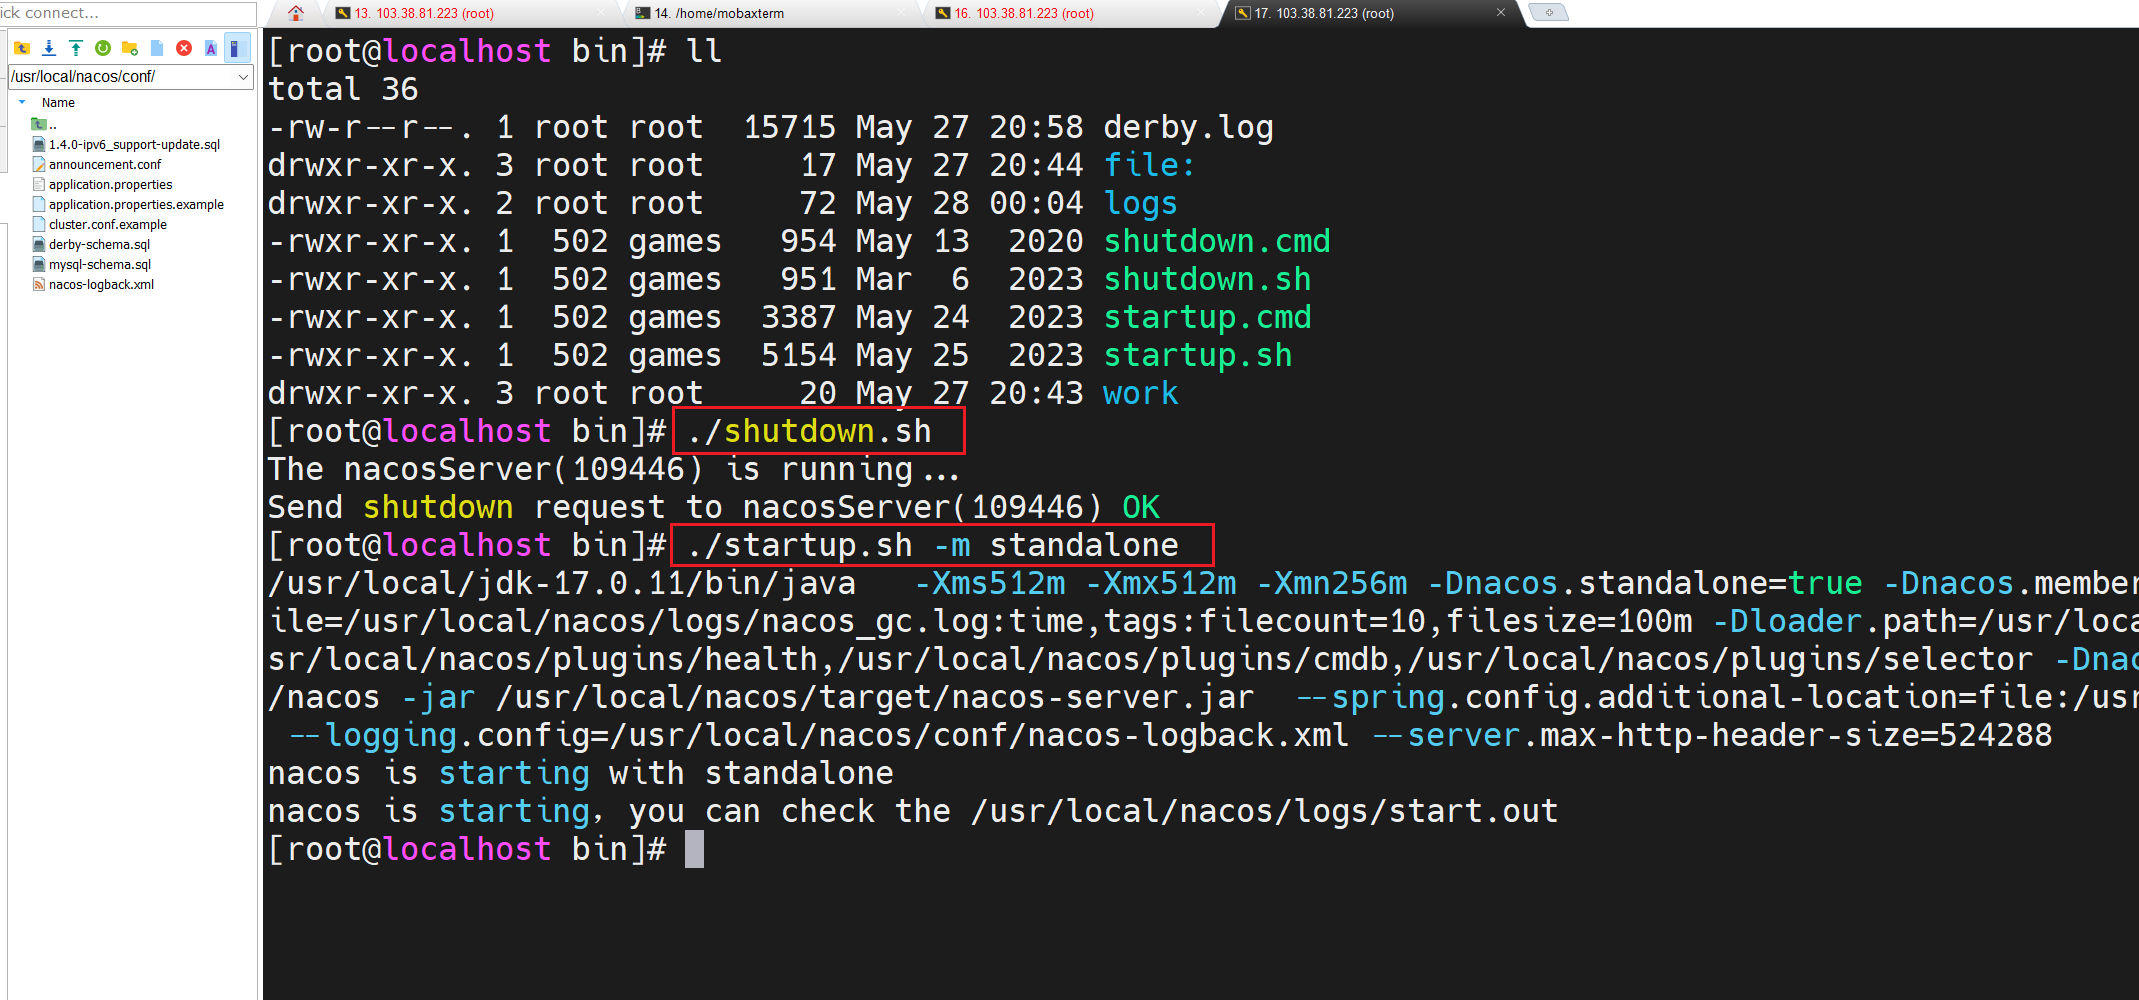 ick connect...
13. 103.38.81.223 (root)
14. /home/mobaxterm
16. 103.38.81.223 (root)
17. 103.38.81.223 (root)
/usr/local/nacos/conf/
Name
..
1.4.0-ipv6_support-update.sql
announcement.conf
application.properties
application.properties.example
cluster.conf.example
derby-schema.sql
mysql-schema.sql
nacos-logback.xml
[root@localhost bin]# ll
total 36
-rw-r--r--. 1 root root  15715 May 27 20:58 derby.log
drwxr-xr-x. 3 root root     17 May 27 20:44 file:
drwxr-xr-x. 2 root root     72 May 28 00:04 logs
-rwxr-xr-x. 1  502 games   954 May 13  2020 shutdown.cmd
-rwxr-xr-x. 1  502 games   951 Mar  6  2023 shutdown.sh
-rwxr-xr-x. 1  502 games  3387 May 24  2023 startup.cmd
-rwxr-xr-x. 1  502 games  5154 May 25  2023 startup.sh
drwxr-xr-x. 3 root root     20 May 27 20:43 work
[root@localhost bin]# ./shutdown.sh
The nacosServer(109446) is running...
Send shutdown request to nacosServer(109446) OK
[root@localhost bin]# ./startup.sh -m standalone
/usr/local/jdk-17.0.11/bin/java   -Xms512m -Xmx512m -Xmn256m -Dnacos.standalone=true -Dnacos.member
ile=/usr/local/nacos/logs/nacos_gc.log:time,tags:filecount=10,filesize=100m -Dloader.path=/usr/loca
sr/local/nacos/plugins/health,/usr/local/nacos/plugins/cmdb,/usr/local/nacos/plugins/selector -Dnac
/nacos -jar /usr/local/nacos/target/nacos-server.jar  --spring.config.additional-location=file:/usr
--logging.config=/usr/local/nacos/conf/nacos-logback.xml --server.max-http-header-size=524288
nacos is starting with standalone
nacos is starting, you can check the /usr/local/nacos/logs/start.out
[root@localhost bin]#